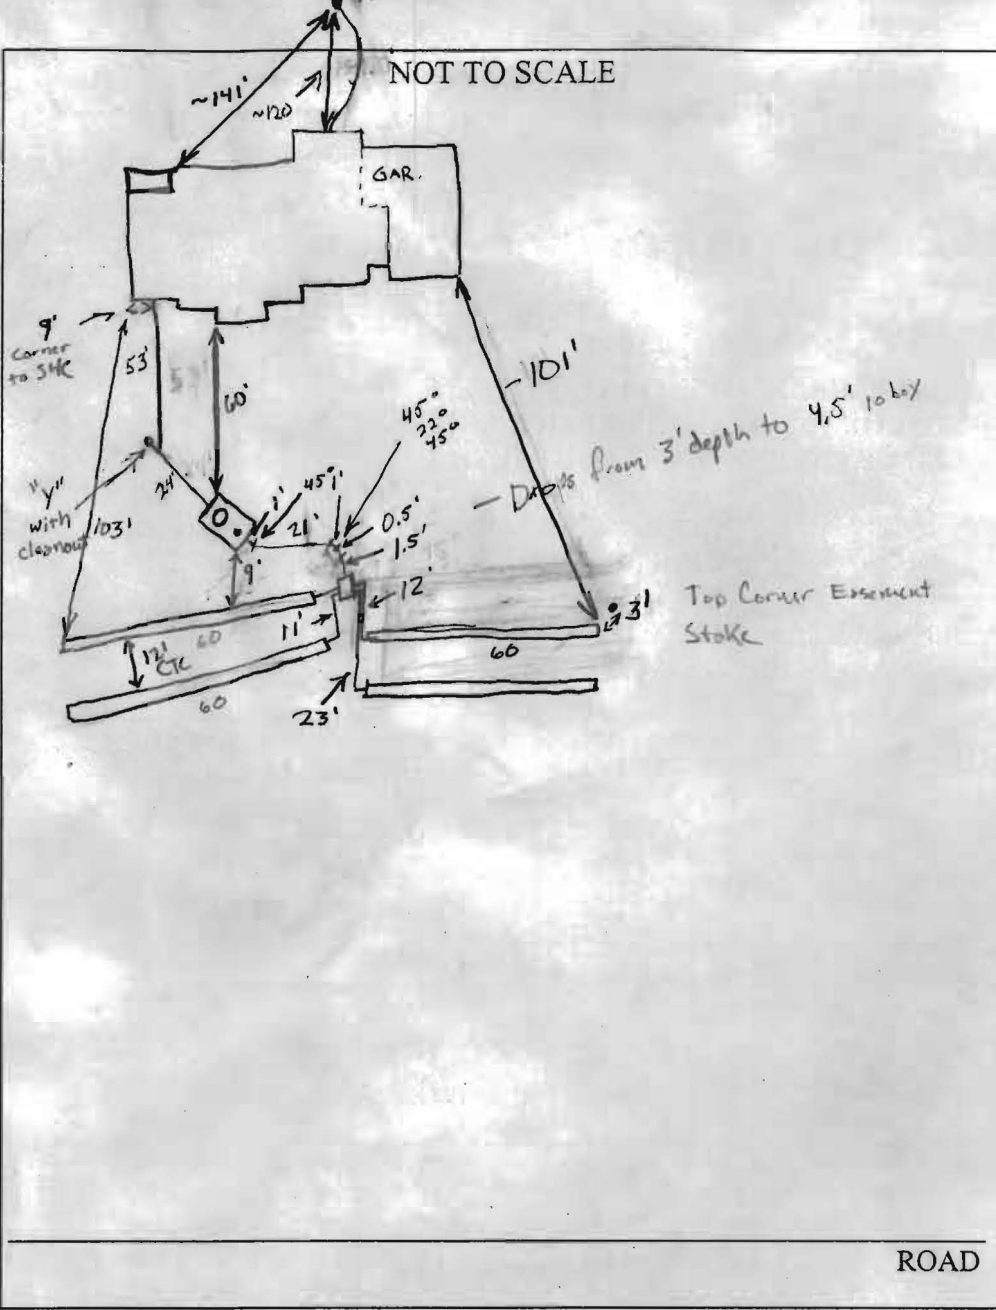 NOT TO SCALE
~141'
~120
GAR.
9'
Corner
to SHC
53'
60'
~101'
45°
22°
45°
- Drops from 3' depth to 4.5' to box
"Y"
with
cleanout
24'
103'
1'
45°
1'
21'
0.5'
1.5'
9'
12'
11'
3'
Top Corner Easement
Stake
60
12'
CTC
60
60
23'
ROAD